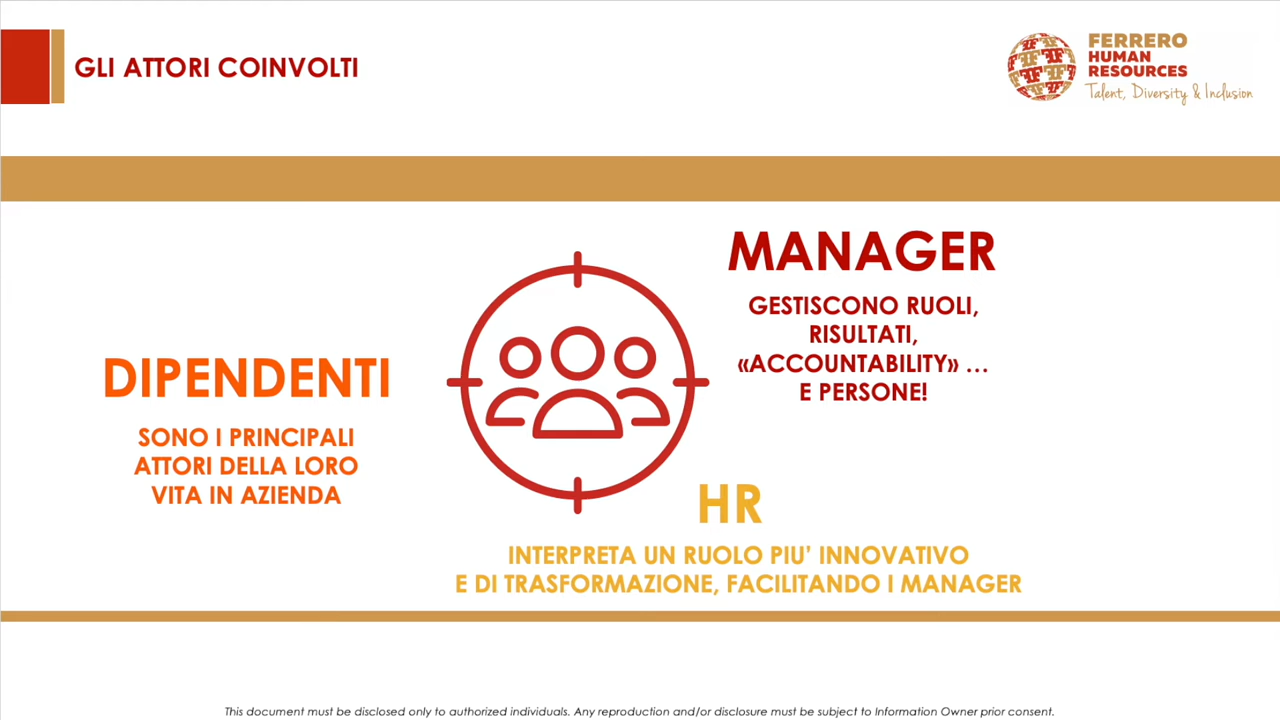 GLI ATTORI COINVOLTI
FERRERO
HUMAN
RESOURCES
Talent, Diversity & Inclusion
MANAGER
GESTISCONO RUOLI,
RISULTATI,
«ACCOUNTABILITY» ...
E PERSONE!
DIPENDENTI
SONO I PRINCIPALI
ATTORI DELLA LORO
VITA IN AZIENDA
HR
INTERPRETA UN RUOLO PIU' INNOVATIVO
E DI TRASFORMAZIONE, FACILITANDO I MANAGER
This document must be disclosed only to authorized individuals. Any reproduction and/or disclosure must be subject to Information Owner prior consent.